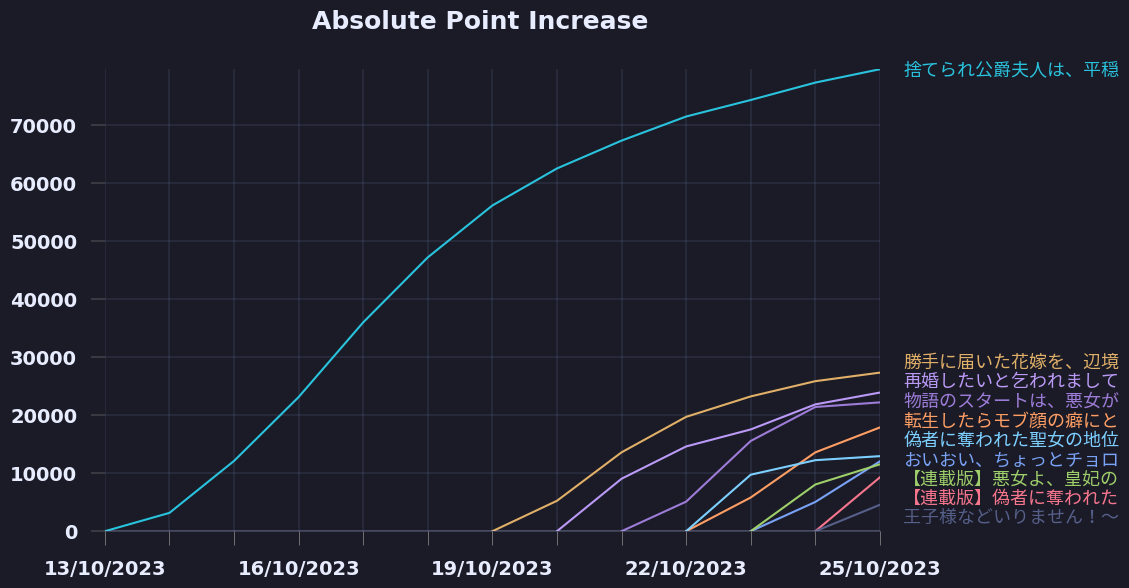 Absolute Point Increase
捨てられ公爵夫人は、平穏
70000
60000
50000
40000
30000
20000
10000
0
勝手に届いた花嫁を、辺境
再婚したいと乞われまして
物語のスタートは、悪女が
転生したらモブ顔の癖にと
偽者に奪われた聖女の地位
おいおい、ちょっとチョロ
【連載版】悪女よ、皇妃の
【連載版】偽者に奪われた
王子様などいりません！～
13/10/2023
16/10/2023
19/10/2023
22/10/2023
25/10/2023